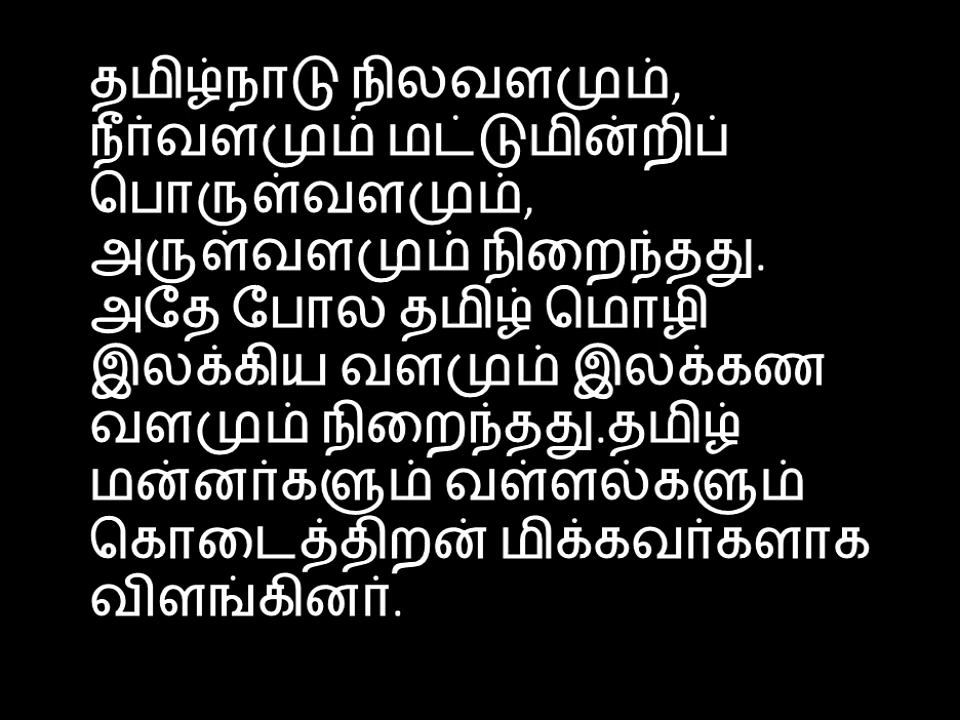 தமிழ்நாடு நிலவளமும்,
நீர்வளமும் மட்டுமின்றிப்
பொருள்வளமும்,
அருள்வளமும் நிறைந்தது.
அதே போல தமிழ் மொழி
இலக்கிய வளமும் இலக்கண
வளமும் நிறைந்தது.தமிழ்
மன்னர்களும் வள்ளல்களும்
கொடைத்திறன் மிக்கவர்களாக
விளங்கினர்.